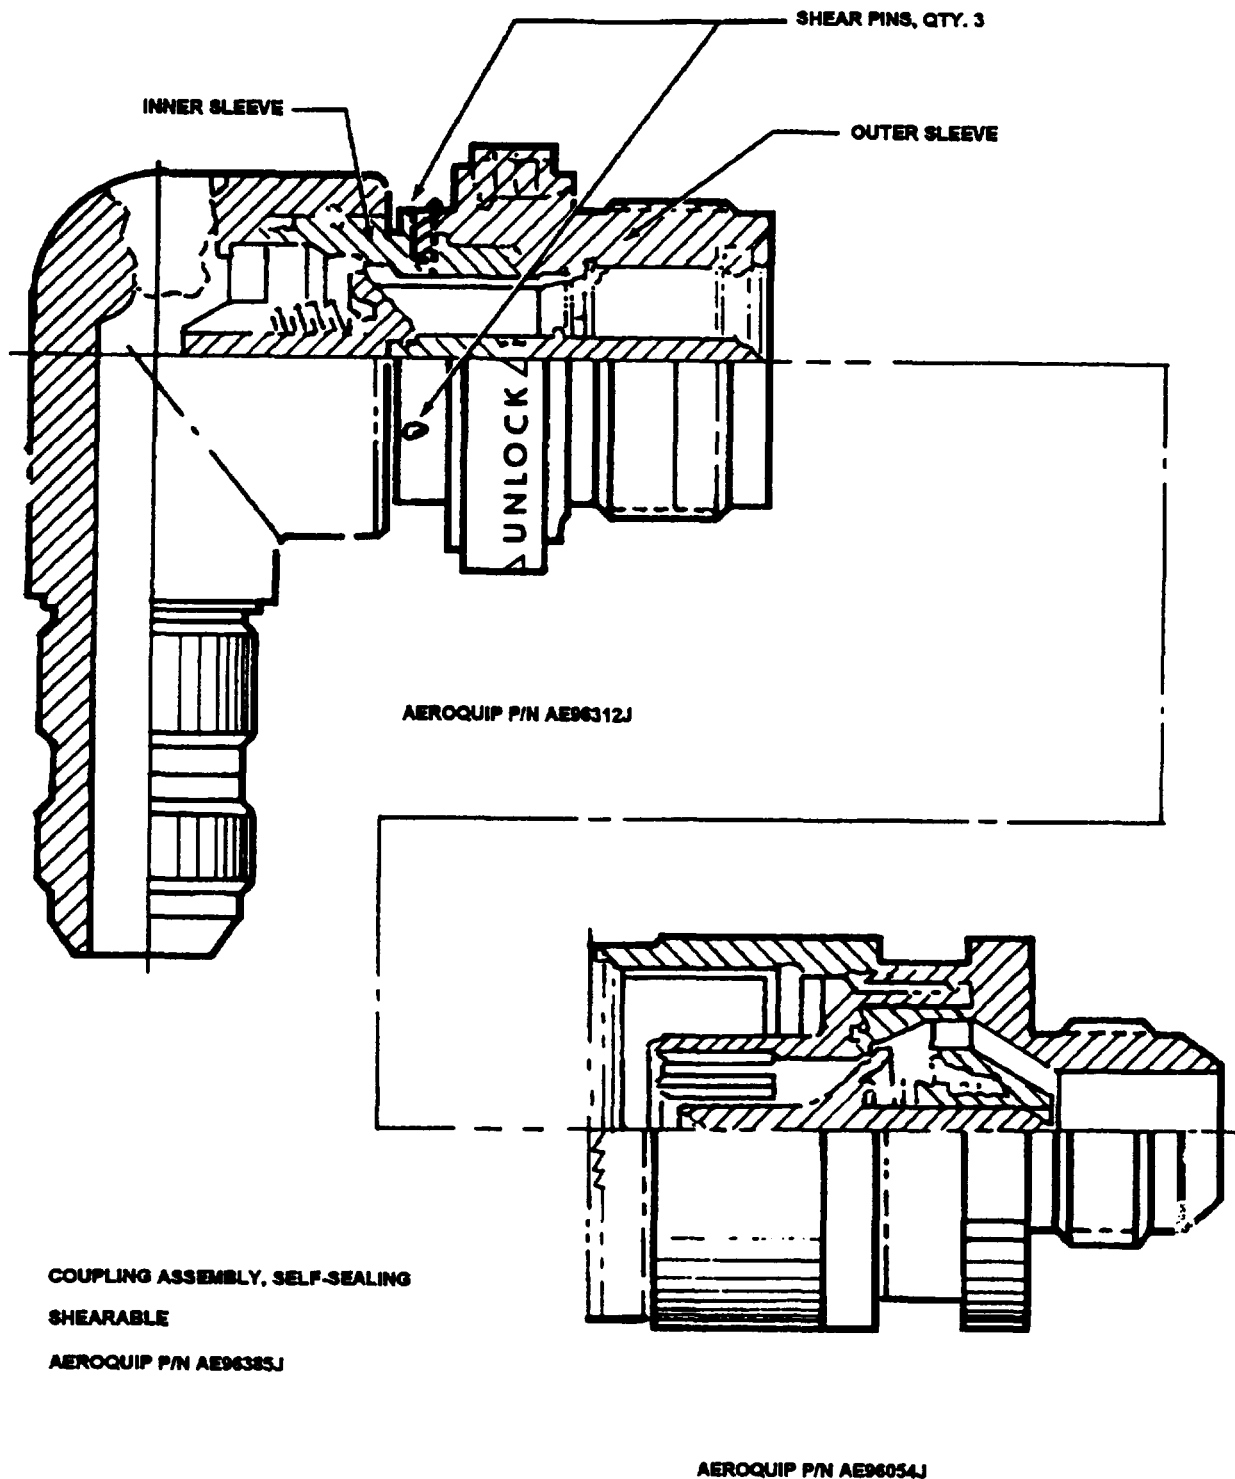 SHEAR PINS, QTY. 3
INNER SLEEVE
OUTER SLEEVE
UNLOCK
AEROQUIP P/N AE96312J
COUPLING ASSEMBLY, SELF-SEALING
SHEARABLE
AEROQUIP P/N AE96385J
AEROQUIP P/N AE96054J